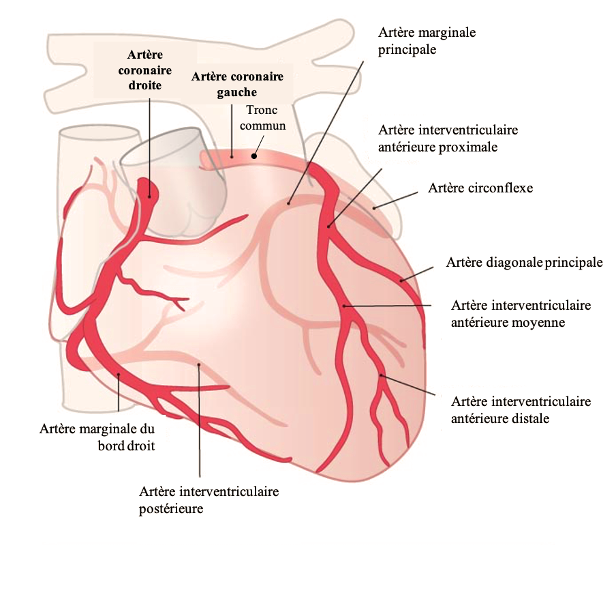 Artère marginale
principale
Artère
coronaire
droite
Artère coronaire
gauche
Tronc
commun
Artère interventriculaire
antérieure proximale
Artère circonflexe
Artère diagonale principale
Artère interventriculaire
antérieure moyenne
Artère interventriculaire
antérieure distale
Artère marginale du
bord droit
Artère interventriculaire
postérieure